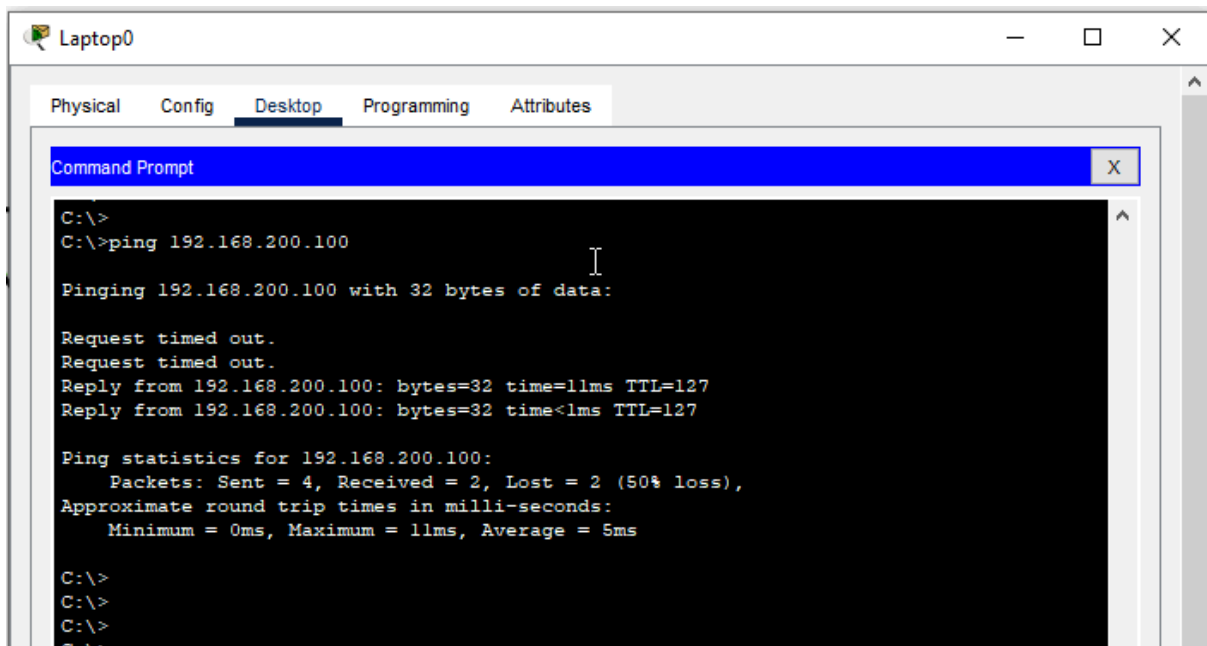 Laptop0
Physical Config Desktop Programming Attributes
Command Prompt X
C:\>
C:\>ping 192.168.200.100
Pinging 192.168.200.100 with 32 bytes of data:
Request timed out.
Request timed out.
Reply from 192.168.200.100: bytes=32 time=11ms TTL=127
Reply from 192.168.200.100: bytes=32 time<1ms TTL=127
Ping statistics for 192.168.200.100:
Packets: Sent = 4, Received = 2, Lost = 2 (50% loss),
Approximate round trip times in milli-seconds:
Minimum = 0ms, Maximum = 11ms, Average = 5ms
C:\>
C:\>
C:\>